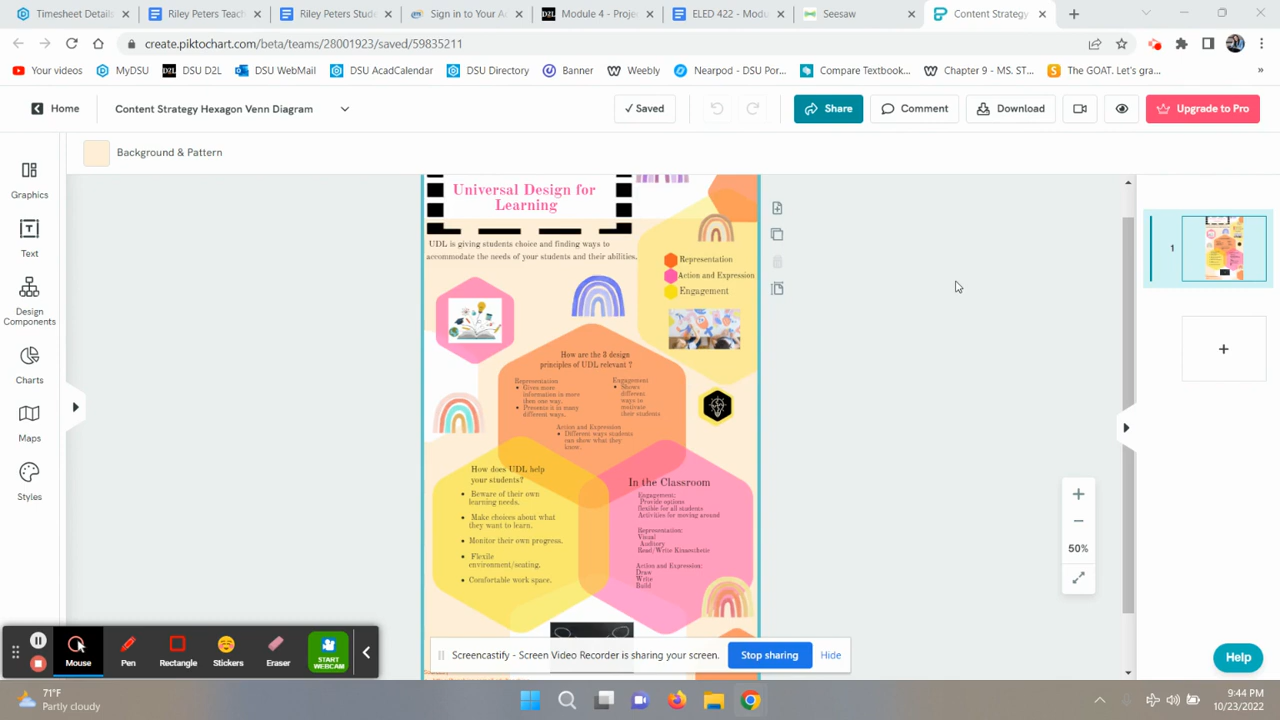 Timesheet Details
Riley Peters Teach
Riley Peters Stude
Sign in to Your Ac
D2L
Module 4 - Projec
ELED 422 - Modu
Seesaw
Content Strategy
create.piktochart.com/beta/teams/28001923/saved/59835211
Your videos
MyDSU
D2L
DSU D2L
DSU WebMail
DSU AcadCalendar
DSU Directory
Banner
Weebly
Nearpod - DSU Por...
Compare Textbook...
Chapter 9 - MS. ST...
The GOAT. Let's gra...
»
Home
Content Strategy Hexagon Venn Diagram
✓ Saved
Share
Comment
Download
Upgrade to Pro
Background & Pattern
Graphics
Text
Design
Components
Charts
Maps
Styles
Universal Design for
Learning
UDL is giving students choice and finding ways to
accommodate the needs of your students and their abilities.
Representation
Action and Expression
Engagement
How are the 3 design
principles of UDL relevant ?
Representation
• Gives more
information in more
then one way.
• Presents it in many
different ways.
Engagement
• Shows
different
ways to
motivate
their students
Action and Expression
• Different ways students
can show what they
know.
How does UDL help
your students?
• Beware of their own
learning needs.
• Make choices about what
they want to learn.
• Monitor their own progress.
• Flexile
environment/seating,
• Comfortable work space.
In the Classroom
Engagement:
Provide options
flexible for all students
Activities for moving around
Representation:
Visual
Auditory
Read/Write Kinesthetic
Action and Expression:
Draw
Write
Build
1
+
50%
Mouse
Pen
Rectangle
Stickers
Eraser
START
WEBCAM
Screencastify - Screen Video Recorder is sharing your screen.
Stop sharing
Hide
Help
71°F
Partly cloudy
9:44 PM
10/23/2022